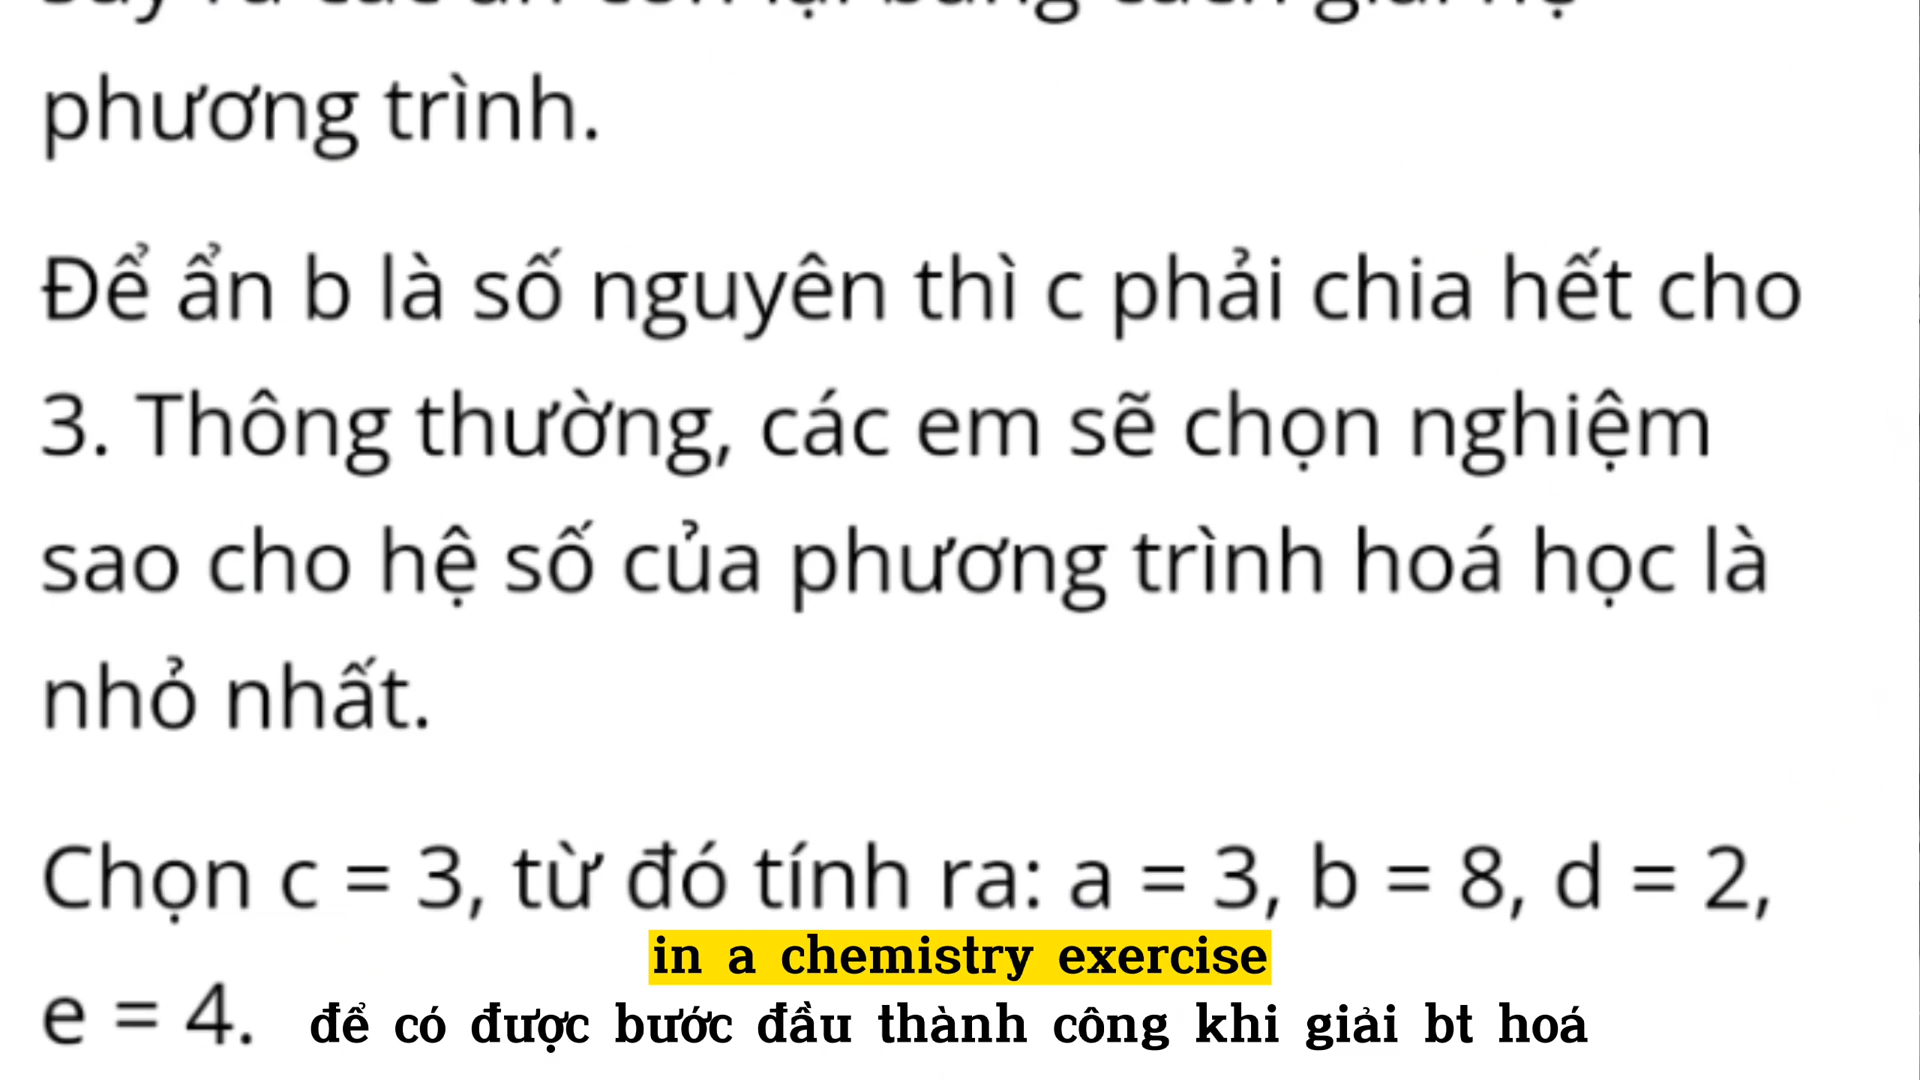 phương trình.
Để ẩn b là số nguyên thì c phải chia hết cho
3. Thông thường, các em sẽ chọn nghiệm
sao cho hệ số của phương trình hoá học là
nhỏ nhất.
Chọn c = 3, từ đó tính ra: a = 3, b = 8, d = 2,
in a chemistry exercise
e = 4.
để có được bước đầu thành công khi giải bt hoá